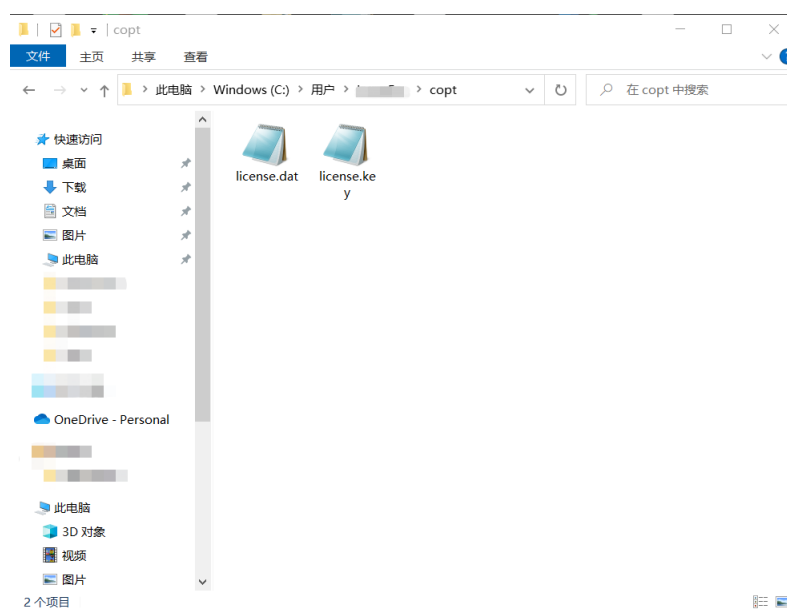 copt
文件 主页 共享 查看
此电脑 Windows (C:) 用户 copt
在 copt 中搜索
快速访问
桌面
下载
文档
图片
此电脑
OneDrive - Personal
此电脑
3D 对象
视频
图片
license.dat
license.ke
y
2 个项目